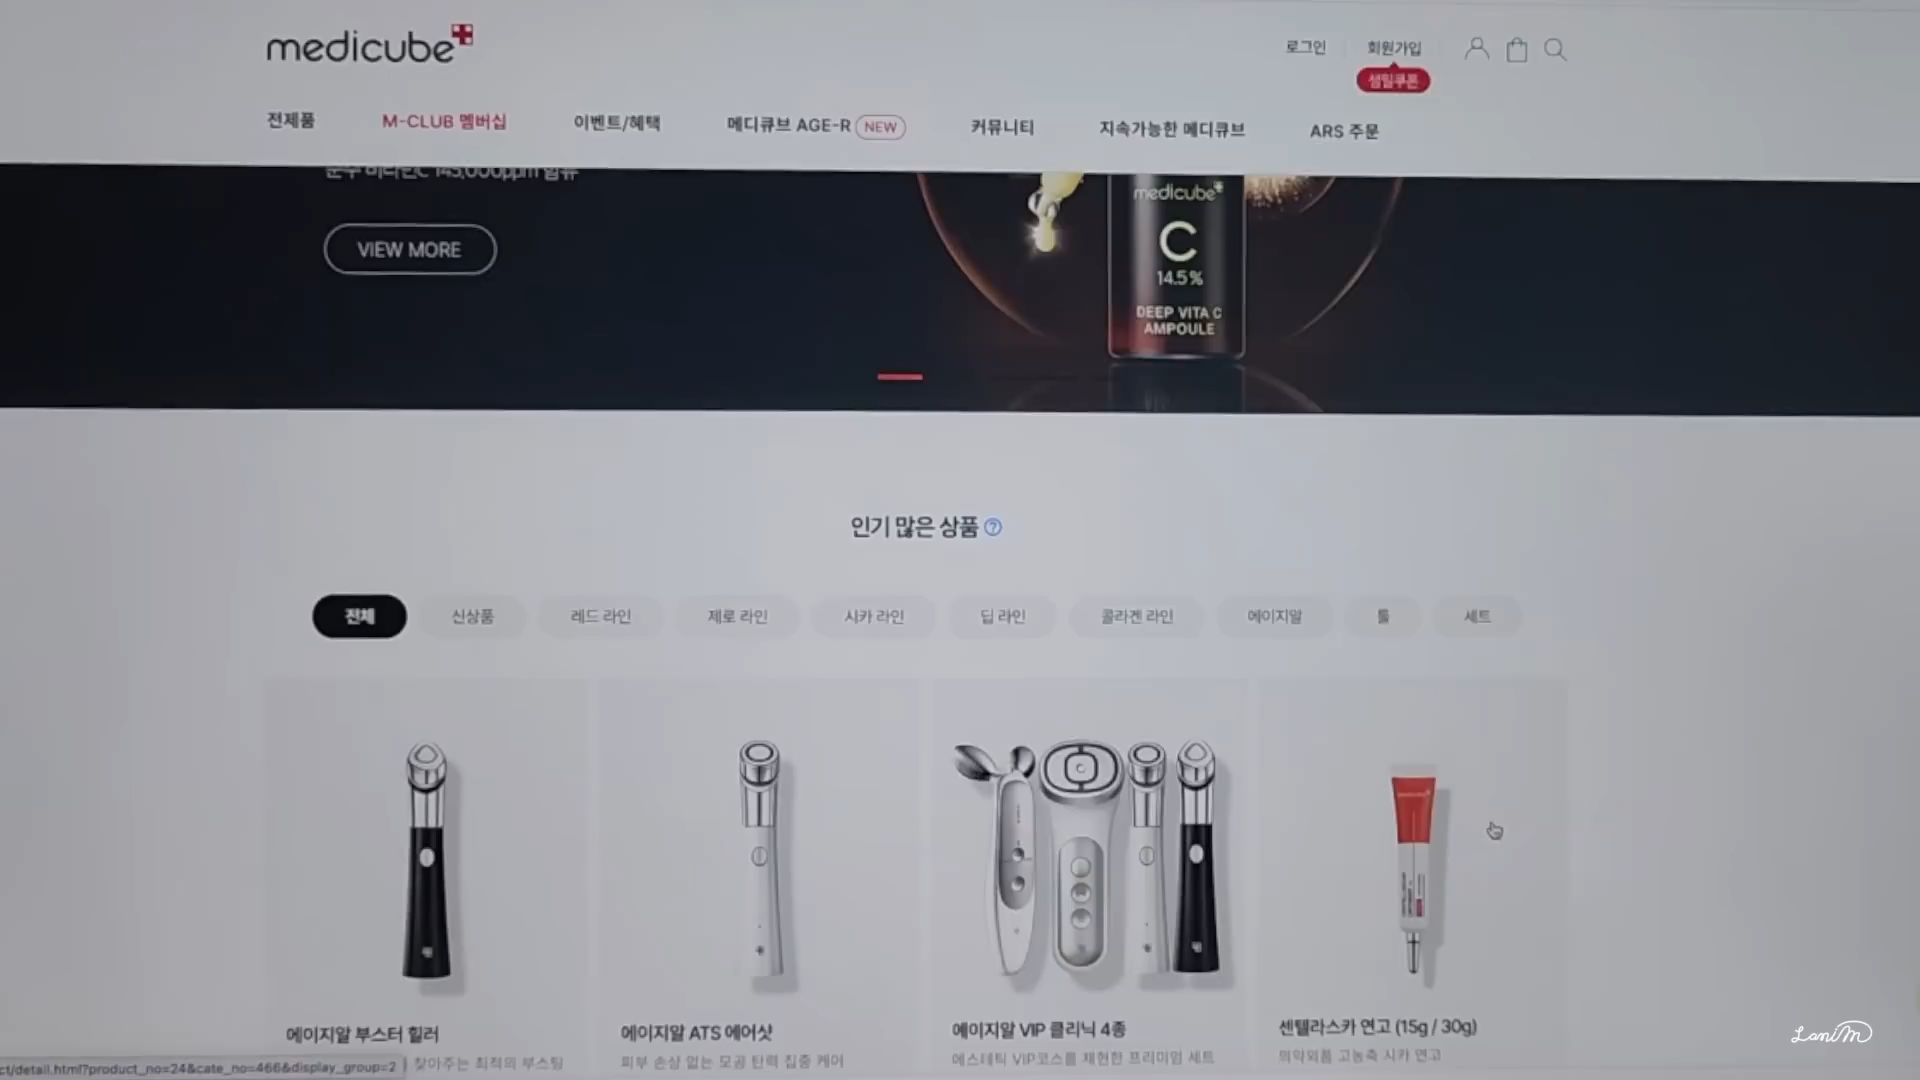 medicube
로그인
회원가입
샘밀쿠폰
전제품
M-CLUB 멤버십
이벤트/혜택
메디큐브 AGE-R NEW
커뮤니티
지속가능한 메디큐브
ARS 주문
순수 비타민C 145,000ppm 함유
VIEW MORE
medicube
C
14.5%
DEEP VITA C
AMPOULE
인기 많은 상품 ?
전체
신상품
레드 라인
제로 라인
시카 라인
딥 라인
콜라겐 라인
에이지알
툴
세트
에이지알 부스터 힐러
찾아주는 최적의 부스팅
에이지알 ATS 에어샷
피부 손상 없는 모공 탄력 집중 케어
에이지알 VIP 클리닉 4종
에스테틱 VIP코스를 재현한 프리미엄 세트
센텔라스카 연고 (15g / 30g)
의약외품 고농축 시카 연고
ct/detail.html?product_no=24&cate_no=466&display_group=2
LaniM